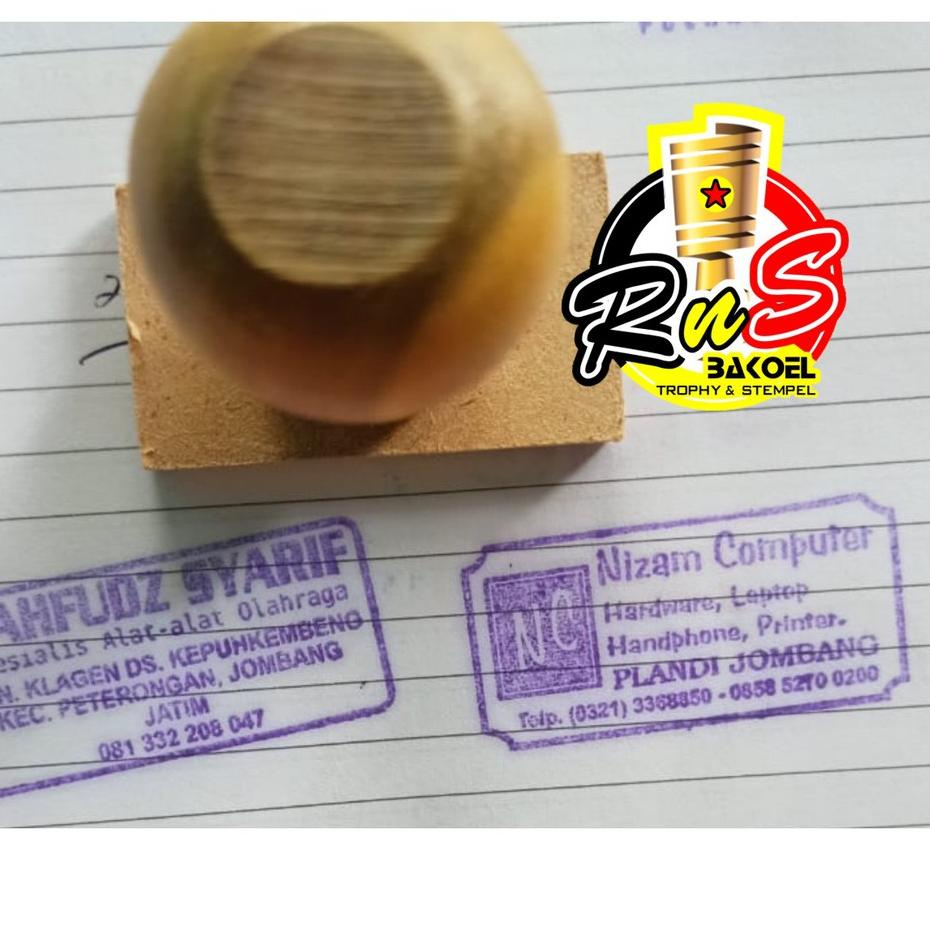 RnS
BAKOEL
TROPHY & STEMPEL
AHFUDZ SYARIF
esialis Alat-alat Olahraga
N. KLAGEN DS. KEPUHKEMBENG
KEC. PETERONGAN, JOMBANG
JATIM
081 332 208 047
Nizam Computer
NC
Hardware, Laptop
Handphone, Printer.
PLANDI JOMBANG
Telp. (0321) 3368850 - 0858 5270 0200